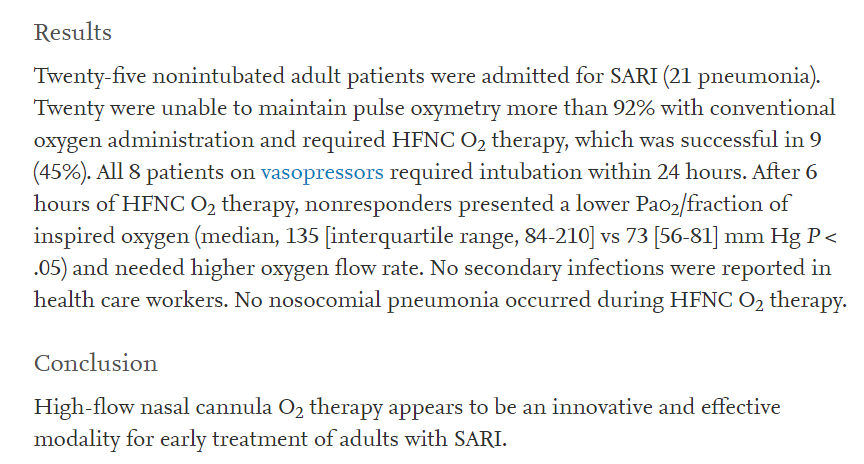 Results
Twenty-five nonintubated adult patients were admitted for SARI (21 pneumonia).
Twenty were unable to maintain pulse oxymetry more than 92% with conventional
oxygen administration and required HFNC O₂ therapy, which was successful in 9
(45%). All 8 patients on vasopressors required intubation within 24 hours. After 6
hours of HFNC O₂ therapy, nonresponders presented a lower Pao₂/fraction of
inspired oxygen (median, 135 [interquartile range, 84-210] vs 73 [56-81] mm Hg P <
.05) and needed higher oxygen flow rate. No secondary infections were reported in
health care workers. No nosocomial pneumonia occurred during HFNC O₂ therapy.
Conclusion
High-flow nasal cannula O₂ therapy appears to be an innovative and effective
modality for early treatment of adults with SARI.